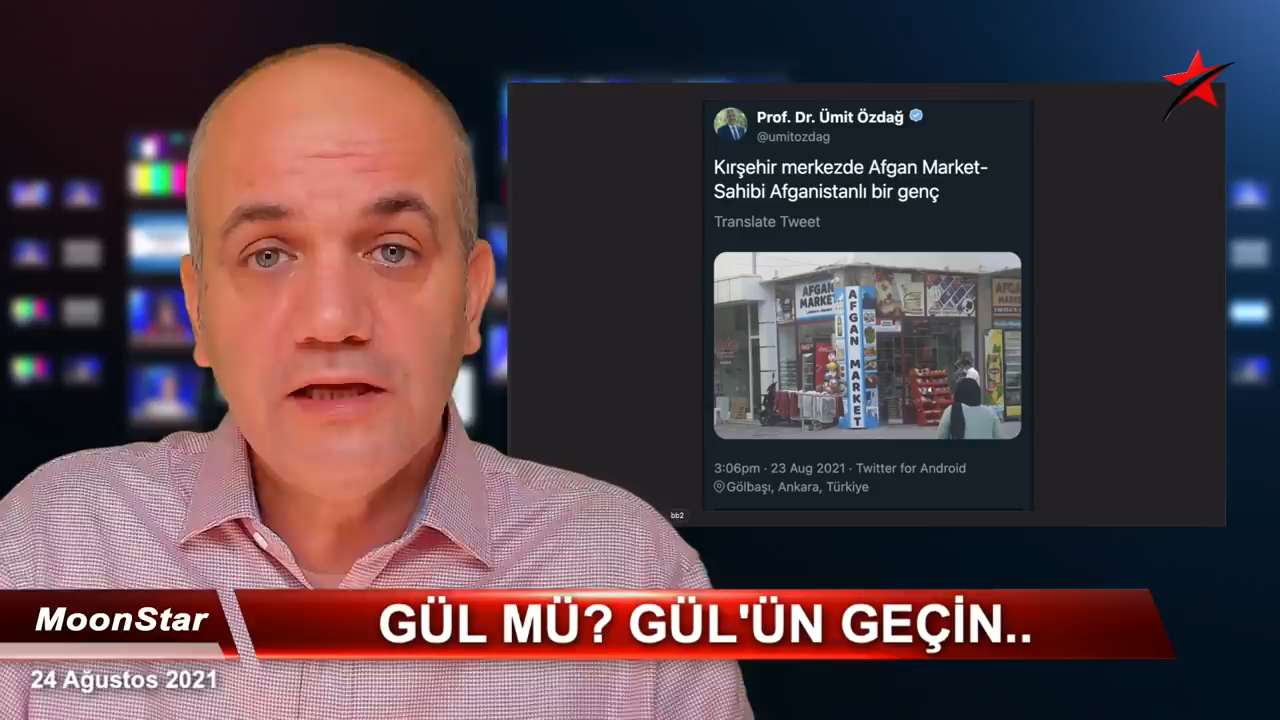 Prof. Dr. Ümit Özdağ
@umitozdag
Kırşehir merkezde Afgan Market-
Sahibi Afganistanlı bir genç
Translate Tweet
AFGAN
MARKET
AFGAN MARKET
3:06pm · 23 Aug 2021 · Twitter for Android
Gölbaşı, Ankara, Türkiye
bb2
MoonStar
GÜL MÜ? GÜL'ÜN GEÇİN..
24 Ağustos 2021